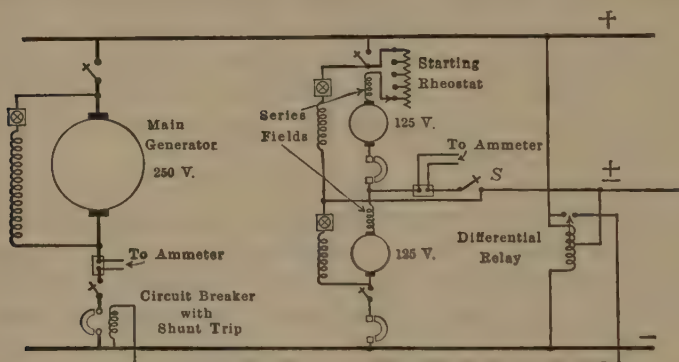 +
Starting
Rheostat
Series
Fields
125 V.
Main
Generator
250 V.
To Ammeter
S
±
To Ammeter
125 V.
Differential
Relay
Circuit Breaker
with
Shunt Trip
−